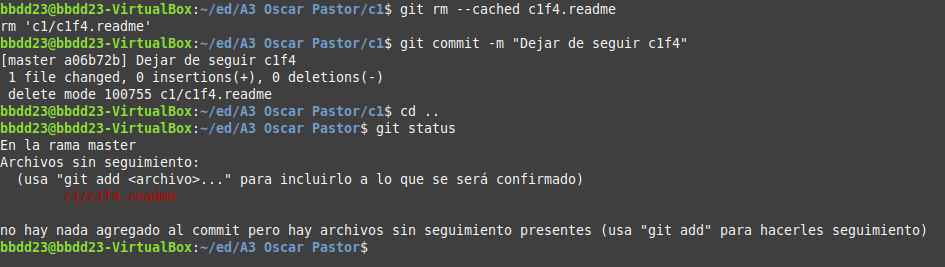 bbdd23@bbdd23-VirtualBox:~/ed/A3 Oscar Pastor/c1$ git rm --cached c1f4.readme
rm 'c1/c1f4.readme'
bbdd23@bbdd23-VirtualBox:~/ed/A3 Oscar Pastor/c1$ git commit -m "Dejar de seguir c1f4"
[master a06b72b] Dejar de seguir c1f4
 1 file changed, 0 insertions(+), 0 deletions(-)
 delete mode 100755 c1/c1f4.readme
bbdd23@bbdd23-VirtualBox:~/ed/A3 Oscar Pastor/c1$ cd ..
bbdd23@bbdd23-VirtualBox:~/ed/A3 Oscar Pastor$ git status
En la rama master
Archivos sin seguimiento:
  (usa "git add <archivo>..." para incluirlo a lo que se será confirmado)
        c1/c1f4.readme

no hay nada agregado al commit pero hay archivos sin seguimiento presentes (usa "git add" para hacerles seguimiento)
bbdd23@bbdd23-VirtualBox:~/ed/A3 Oscar Pastor$